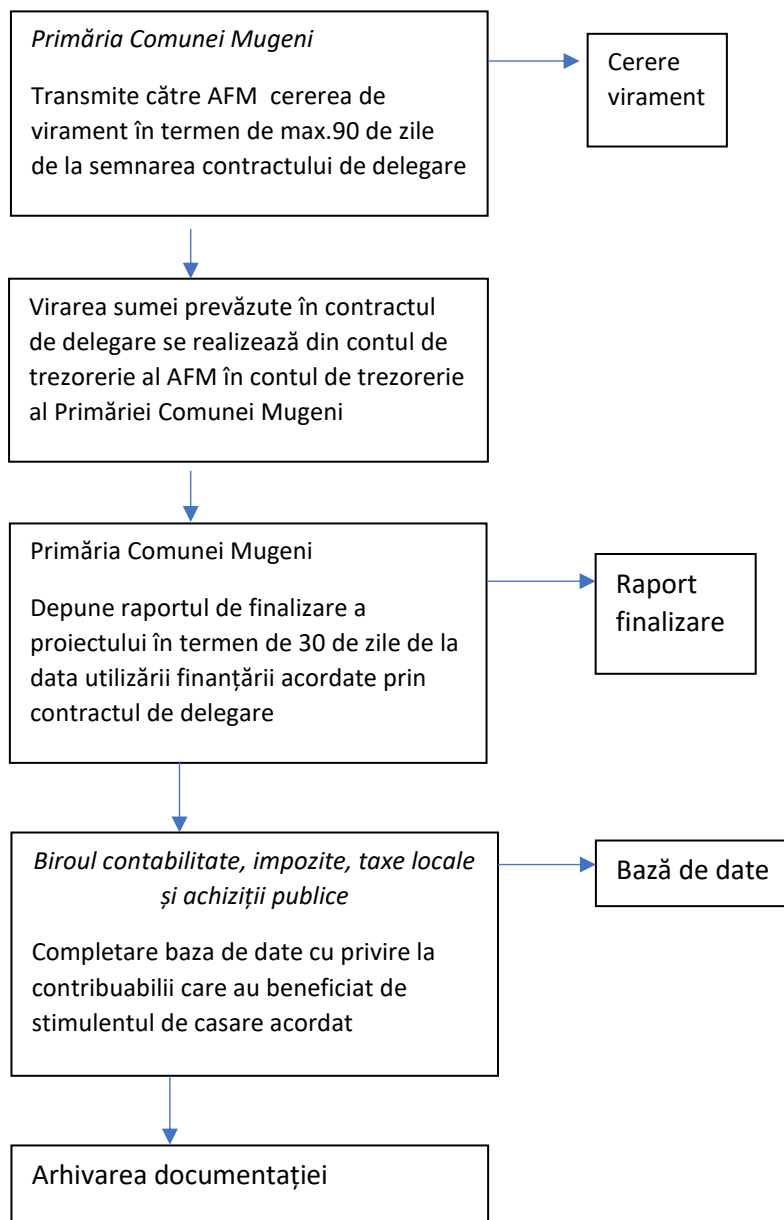 Primăria Comunei Mugeni
Transmite către AFM cererea de
virament în termen de max.90 de zile
de la semnarea contractului de delegare
Cerere
virament
Virarea sumei prevăzute în contractul
de delegare se realizează din contul de
trezorerie al AFM în contul de trezorerie
al Primăriei Comunei Mugeni
Primăria Comunei Mugeni
Depune raportul de finalizare a
proiectului în termen de 30 de zile de la
data utilizării finanțării acordate prin
contractul de delegare
Raport
finalizare
Biroul contabilitate, impozite, taxe locale
și achiziții publice
Completare baza de date cu privire la
contribuabilii care au beneficiat de
stimulentul de casare acordat
Bază de date
Arhivarea documentației